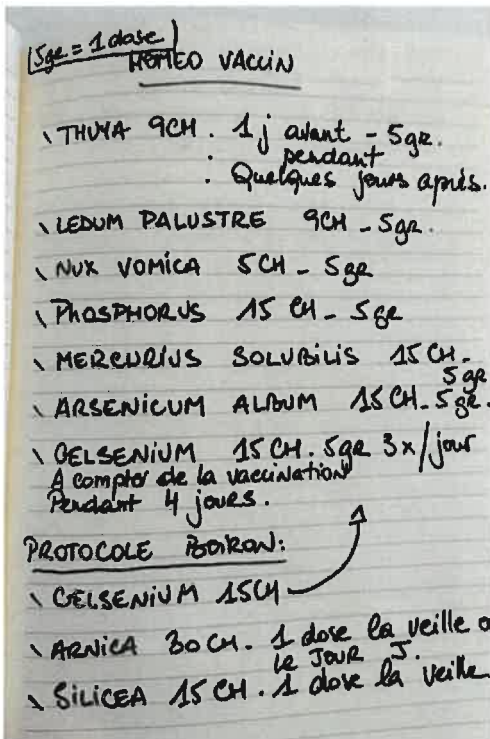 (5gr = 1 dose)
HOMEO VACCIN
\ THUYA 9CH . 1 j avant - 5gr.
pendant
: Quelques jours après.
\ LEDUM PALUSTRE 9CH - 5gr.
\ NUX VOMICA 5CH - 5gr
\ PHOSPHORUS 15 CH - 5gr
\ MERCURIUS SOLUBILIS 15 CH -
5gr
\ ARSENICUM ALBUM 15 CH - 5gr.
\ GELSENIUM 15 CH . 5gr 3x/jour
A compter de la vaccination
Pendant 4 jours.
PROTOCOLE BOIRON :
\ GELSENIUM 15CH
\ ARNICA 30 CH . 1 dose la veille o
le JOUR J.
\ SILICEA 15 CH . 1 dose la veille